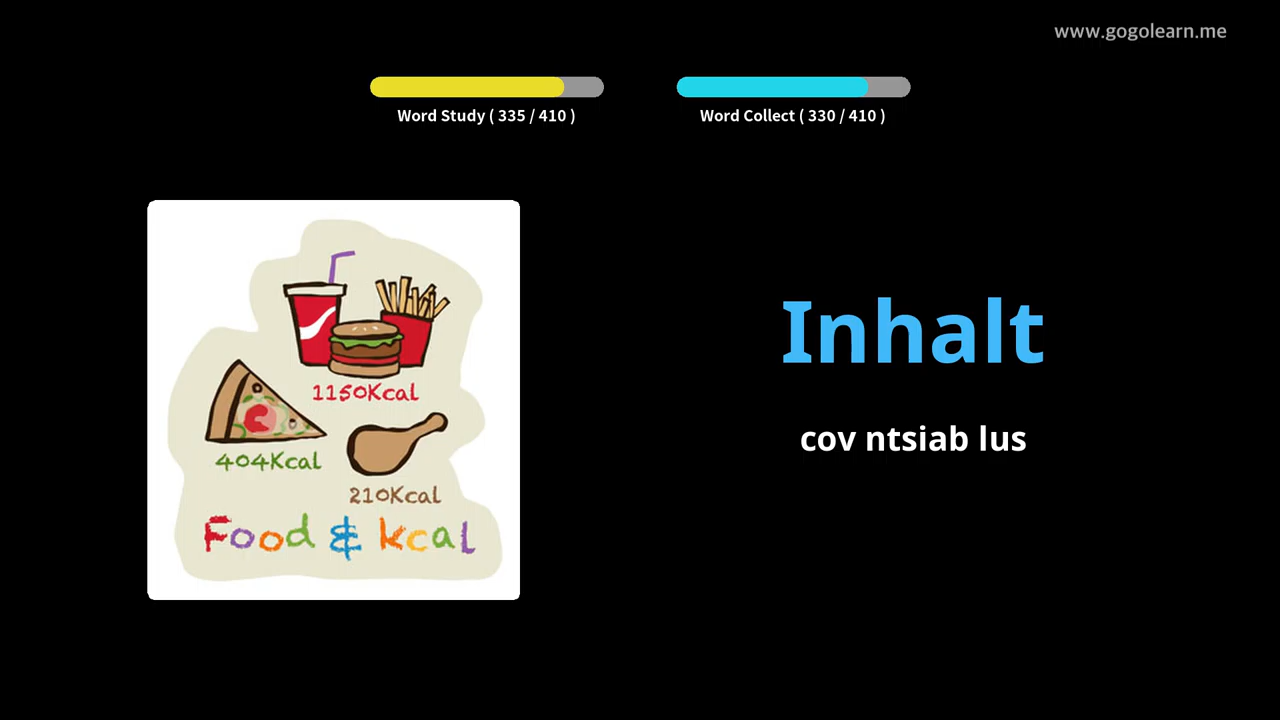 www.gogolearn.me
Word Study ( 335 / 410 )
Word Collect ( 330 / 410 )
1150Kcal
404Kcal
210Kcal
Food & kcal
Inhalt
cov ntsiab lus